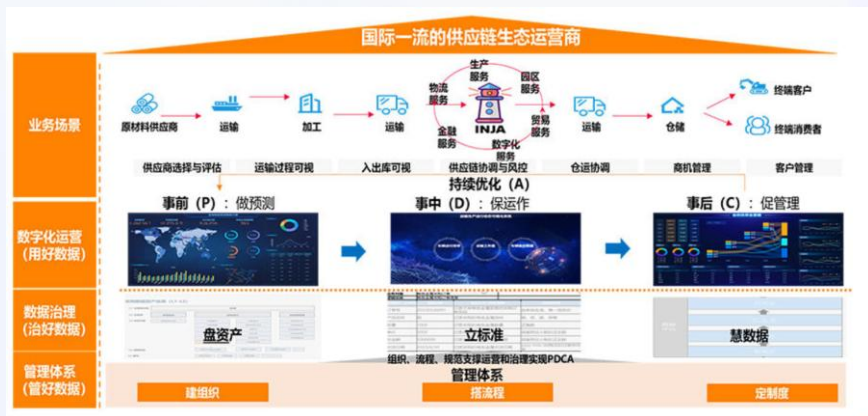 国际一流的供应链生态运营商
业务场景
原材料供应商
运输
加工
运输
生产
服务
园区
服务
物流
服务
贸易
服务
金融
服务
数字化
服务
INJA
运输
仓储
终端客户
终端消费者
供应商选择与评估
运输过程可视
入出库可视
供应链协调与风控
仓运协调
商机管理
客户管理
持续优化（A）
事前（P）：做预测
事中（D）：保运作
事后（C）：促管理
数字化运营
（用好数据）
数据治理
（治好数据）
盘资产
立标准
慧数据
组织、流程、规范支撑运营和治理实现PDCA
管理体系
（管好数据）
管理体系
建组织
搭流程
定制度